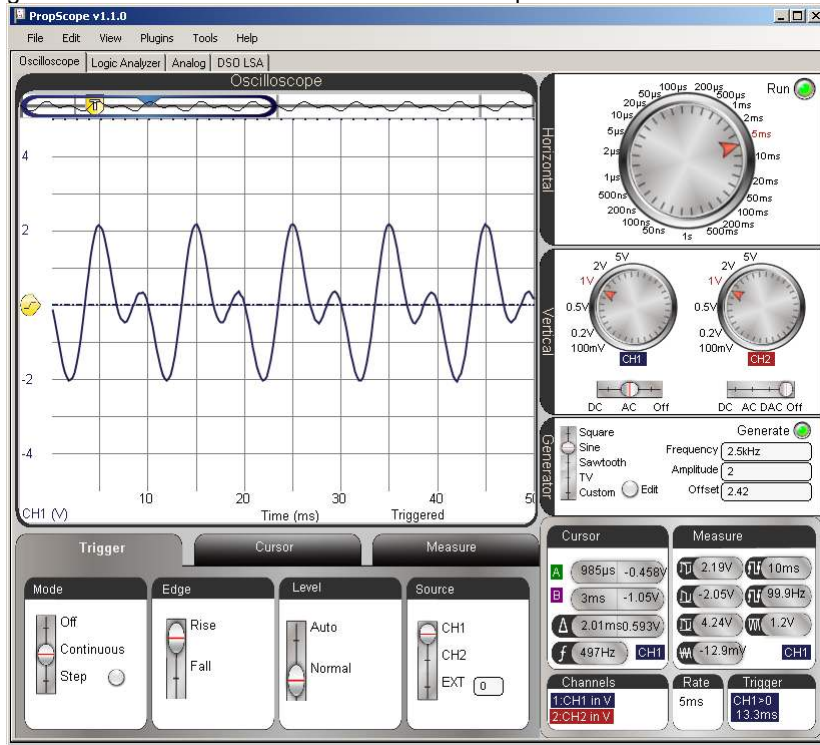 PropScope v1.1.0
File Edit View Plugins Tools Help
Oscilloscope Logic Analyzer Analog DSO LSA
Oscilloscope
T
4
2
-2
-4
10 20 30 40 50
CH1 (V) Time (ms) Triggered
Horizontal
Run
50ns
100ns
200ns
500ns
1µs
2µs
5µs
10µs
20µs
50µs
100µs
200µs
500µs
1ms
2ms
5ms
10ms
20ms
50ms
100ms
200ms
500ms
1s
Vertical
5V
2V
1V
0.5V
0.2V
100mV
CH1
DC AC Off
5V
2V
1V
0.5V
0.2V
100mV
CH2
DC AC DAC Off
Generator
Square
Sine
Sawtooth
TV
Custom Edit
Generate
Frequency 2.5kHz
Amplitude 2
Offset 2.42
Trigger Cursor Measure
Mode
Off
Continuous
Step
Edge
Rise
Fall
Level
Auto
Normal
Source
CH1
CH2
EXT 0
Cursor
A 985µs -0.458V
B 3ms -1.05V
Δ 2.01ms 0.593V
f 497Hz CH1
Measure
2.19V 10ms
-2.05V 99.9Hz
4.24V 1.2V
-12.9mV CH1
Channels
1:CH1 in V
2:CH2 in V
Rate
5ms
Trigger
CH1>0
13.3ms